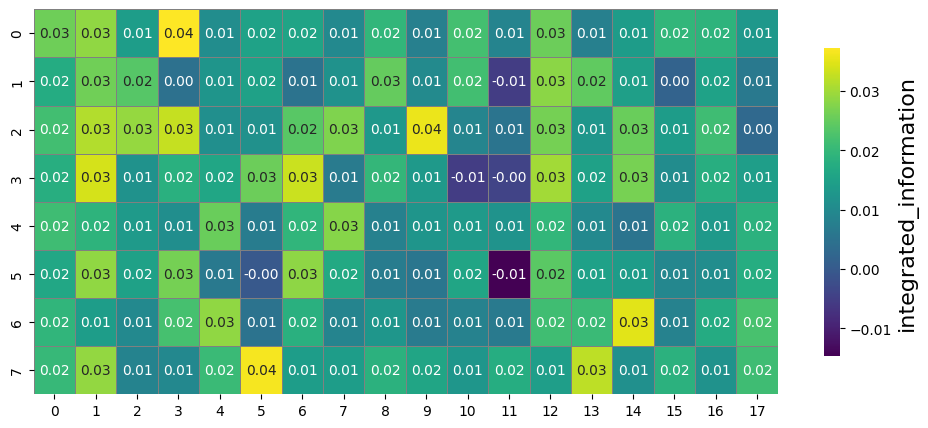 0 0.03 0.03 0.01 0.04 0.01 0.02 0.02 0.01 0.02 0.01 0.02 0.01 0.03 0.01 0.01 0.02 0.02 0.01
1 0.02 0.03 0.02 0.00 0.01 0.02 0.01 0.01 0.03 0.01 0.02 -0.01 0.03 0.02 0.01 0.00 0.02 0.01
2 0.02 0.03 0.03 0.03 0.01 0.01 0.02 0.03 0.01 0.04 0.01 0.01 0.03 0.01 0.03 0.01 0.02 0.00
3 0.02 0.03 0.01 0.02 0.02 0.03 0.03 0.01 0.02 0.01 -0.01 -0.00 0.03 0.02 0.03 0.01 0.02 0.01
4 0.02 0.02 0.01 0.01 0.03 0.01 0.02 0.03 0.01 0.01 0.01 0.01 0.02 0.01 0.01 0.02 0.01 0.02
5 0.02 0.03 0.02 0.03 0.01 -0.00 0.03 0.02 0.01 0.01 0.02 -0.01 0.02 0.01 0.01 0.01 0.01 0.02
6 0.02 0.01 0.01 0.02 0.03 0.01 0.02 0.01 0.01 0.01 0.01 0.01 0.02 0.02 0.03 0.01 0.02 0.02
7 0.02 0.03 0.01 0.01 0.02 0.04 0.01 0.01 0.02 0.02 0.01 0.02 0.01 0.03 0.01 0.02 0.01 0.02
0 1 2 3 4 5 6 7 8 9 10 11 12 13 14 15 16 17
0.03
0.02
0.01
0.00
−0.01
integrated_information